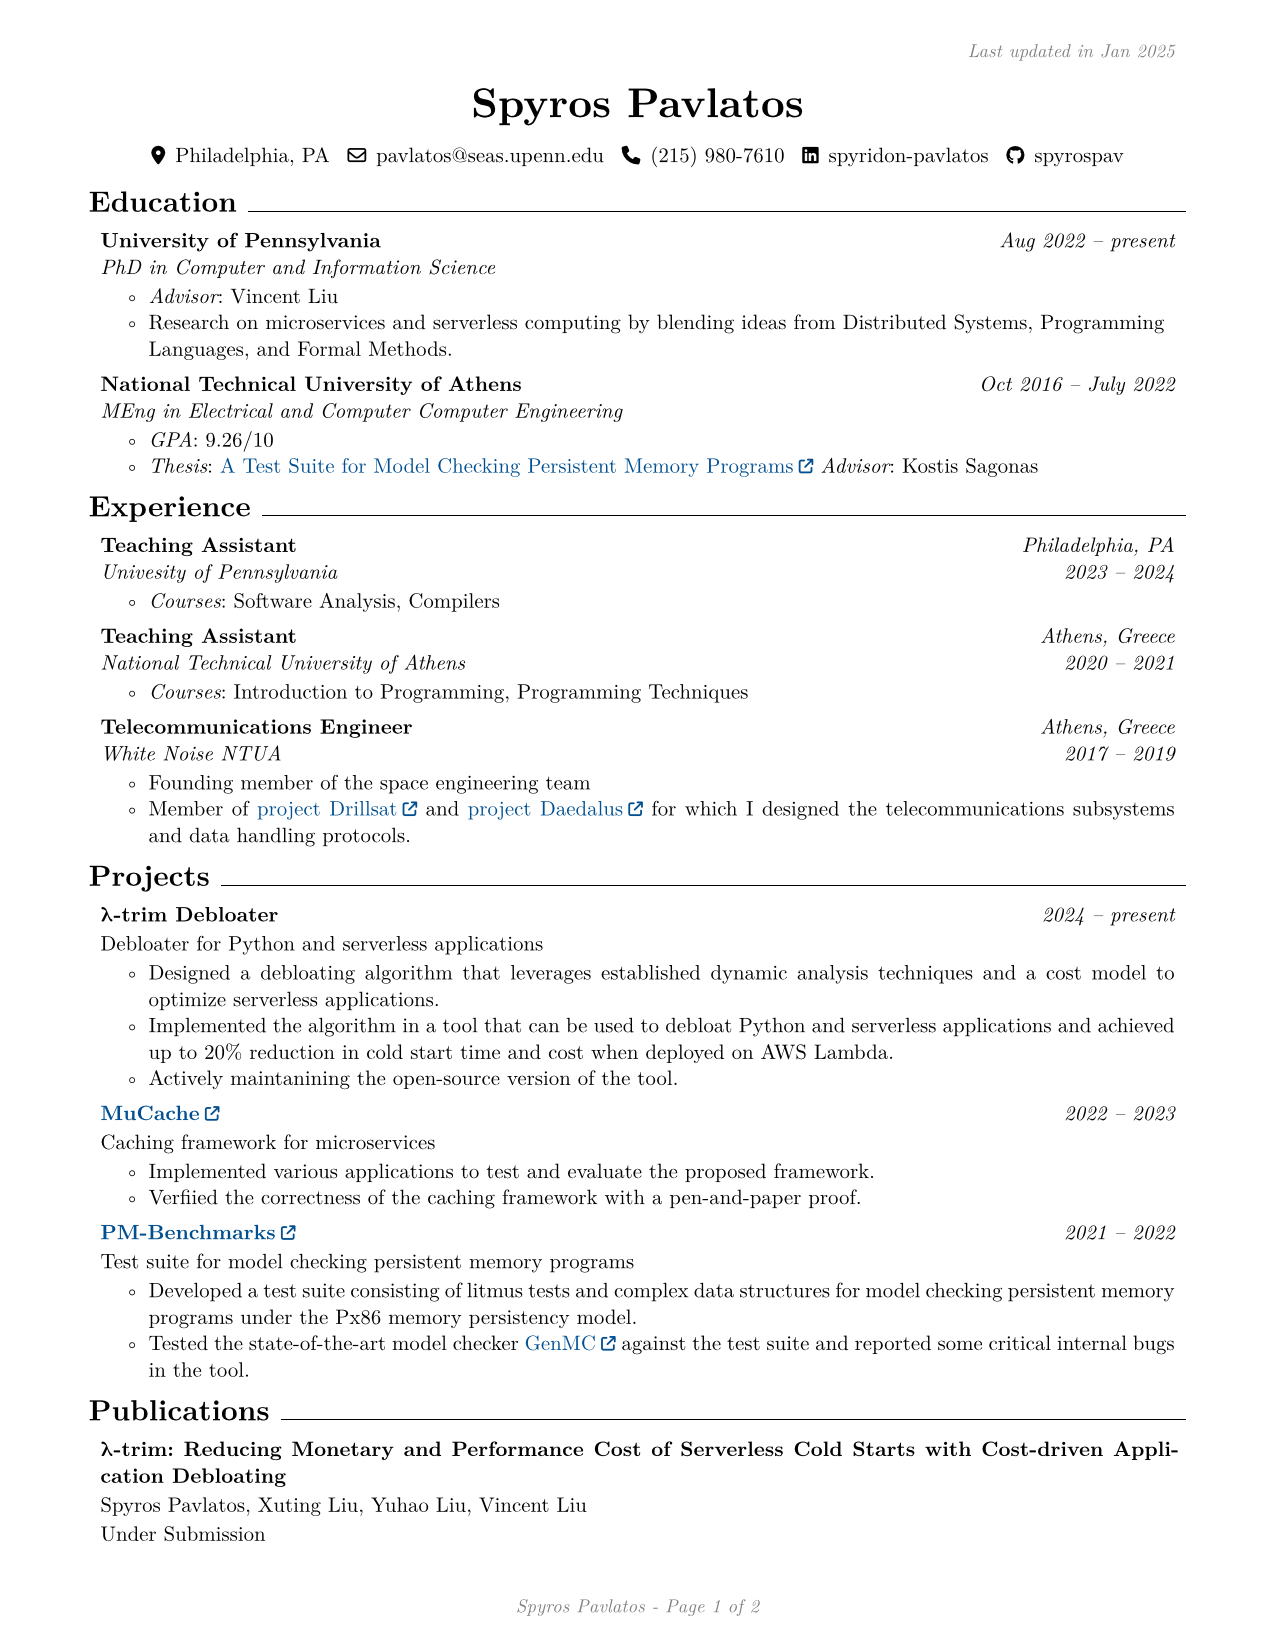 Last updated in Jan 2025
Spyros Pavlatos
Philadelphia, PA pavlatos@seas.upenn.edu (215) 980-7610 spyridon-pavlatos spyrospav
Education
University of Pennsylvania Aug 2022 – present
PhD in Computer and Information Science
◦ Advisor: Vincent Liu
◦ Research on microservices and serverless computing by blending ideas from Distributed Systems, Programming
Languages, and Formal Methods.
National Technical University of Athens Oct 2016 – July 2022
MEng in Electrical and Computer Computer Engineering
◦ GPA: 9.26/10
◦ Thesis: A Test Suite for Model Checking Persistent Memory Programs Advisor: Kostis Sagonas
Experience
Teaching Assistant Philadelphia, PA
Univesity of Pennsylvania 2023 – 2024
◦ Courses: Software Analysis, Compilers
Teaching Assistant Athens, Greece
National Technical University of Athens 2020 – 2021
◦ Courses: Introduction to Programming, Programming Techniques
Telecommunications Engineer Athens, Greece
White Noise NTUA 2017 – 2019
◦ Founding member of the space engineering team
◦ Member of project Drillsat and project Daedalus for which I designed the telecommunications subsystems
and data handling protocols.
Projects
λ-trim Debloater 2024 – present
Debloater for Python and serverless applications
◦ Designed a debloating algorithm that leverages established dynamic analysis techniques and a cost model to
optimize serverless applications.
◦ Implemented the algorithm in a tool that can be used to debloat Python and serverless applications and achieved
up to 20% reduction in cold start time and cost when deployed on AWS Lambda.
◦ Actively maintanining the open-source version of the tool.
MuCache 2022 – 2023
Caching framework for microservices
◦ Implemented various applications to test and evaluate the proposed framework.
◦ Verfiied the correctness of the caching framework with a pen-and-paper proof.
PM-Benchmarks 2021 – 2022
Test suite for model checking persistent memory programs
◦ Developed a test suite consisting of litmus tests and complex data structures for model checking persistent memory
programs under the Px86 memory persistency model.
◦ Tested the state-of-the-art model checker GenMC against the test suite and reported some critical internal bugs
in the tool.
Publications
λ-trim: Reducing Monetary and Performance Cost of Serverless Cold Starts with Cost-driven Appli-
cation Debloating
Spyros Pavlatos, Xuting Liu, Yuhao Liu, Vincent Liu
Under Submission
Spyros Pavlatos - Page 1 of 2